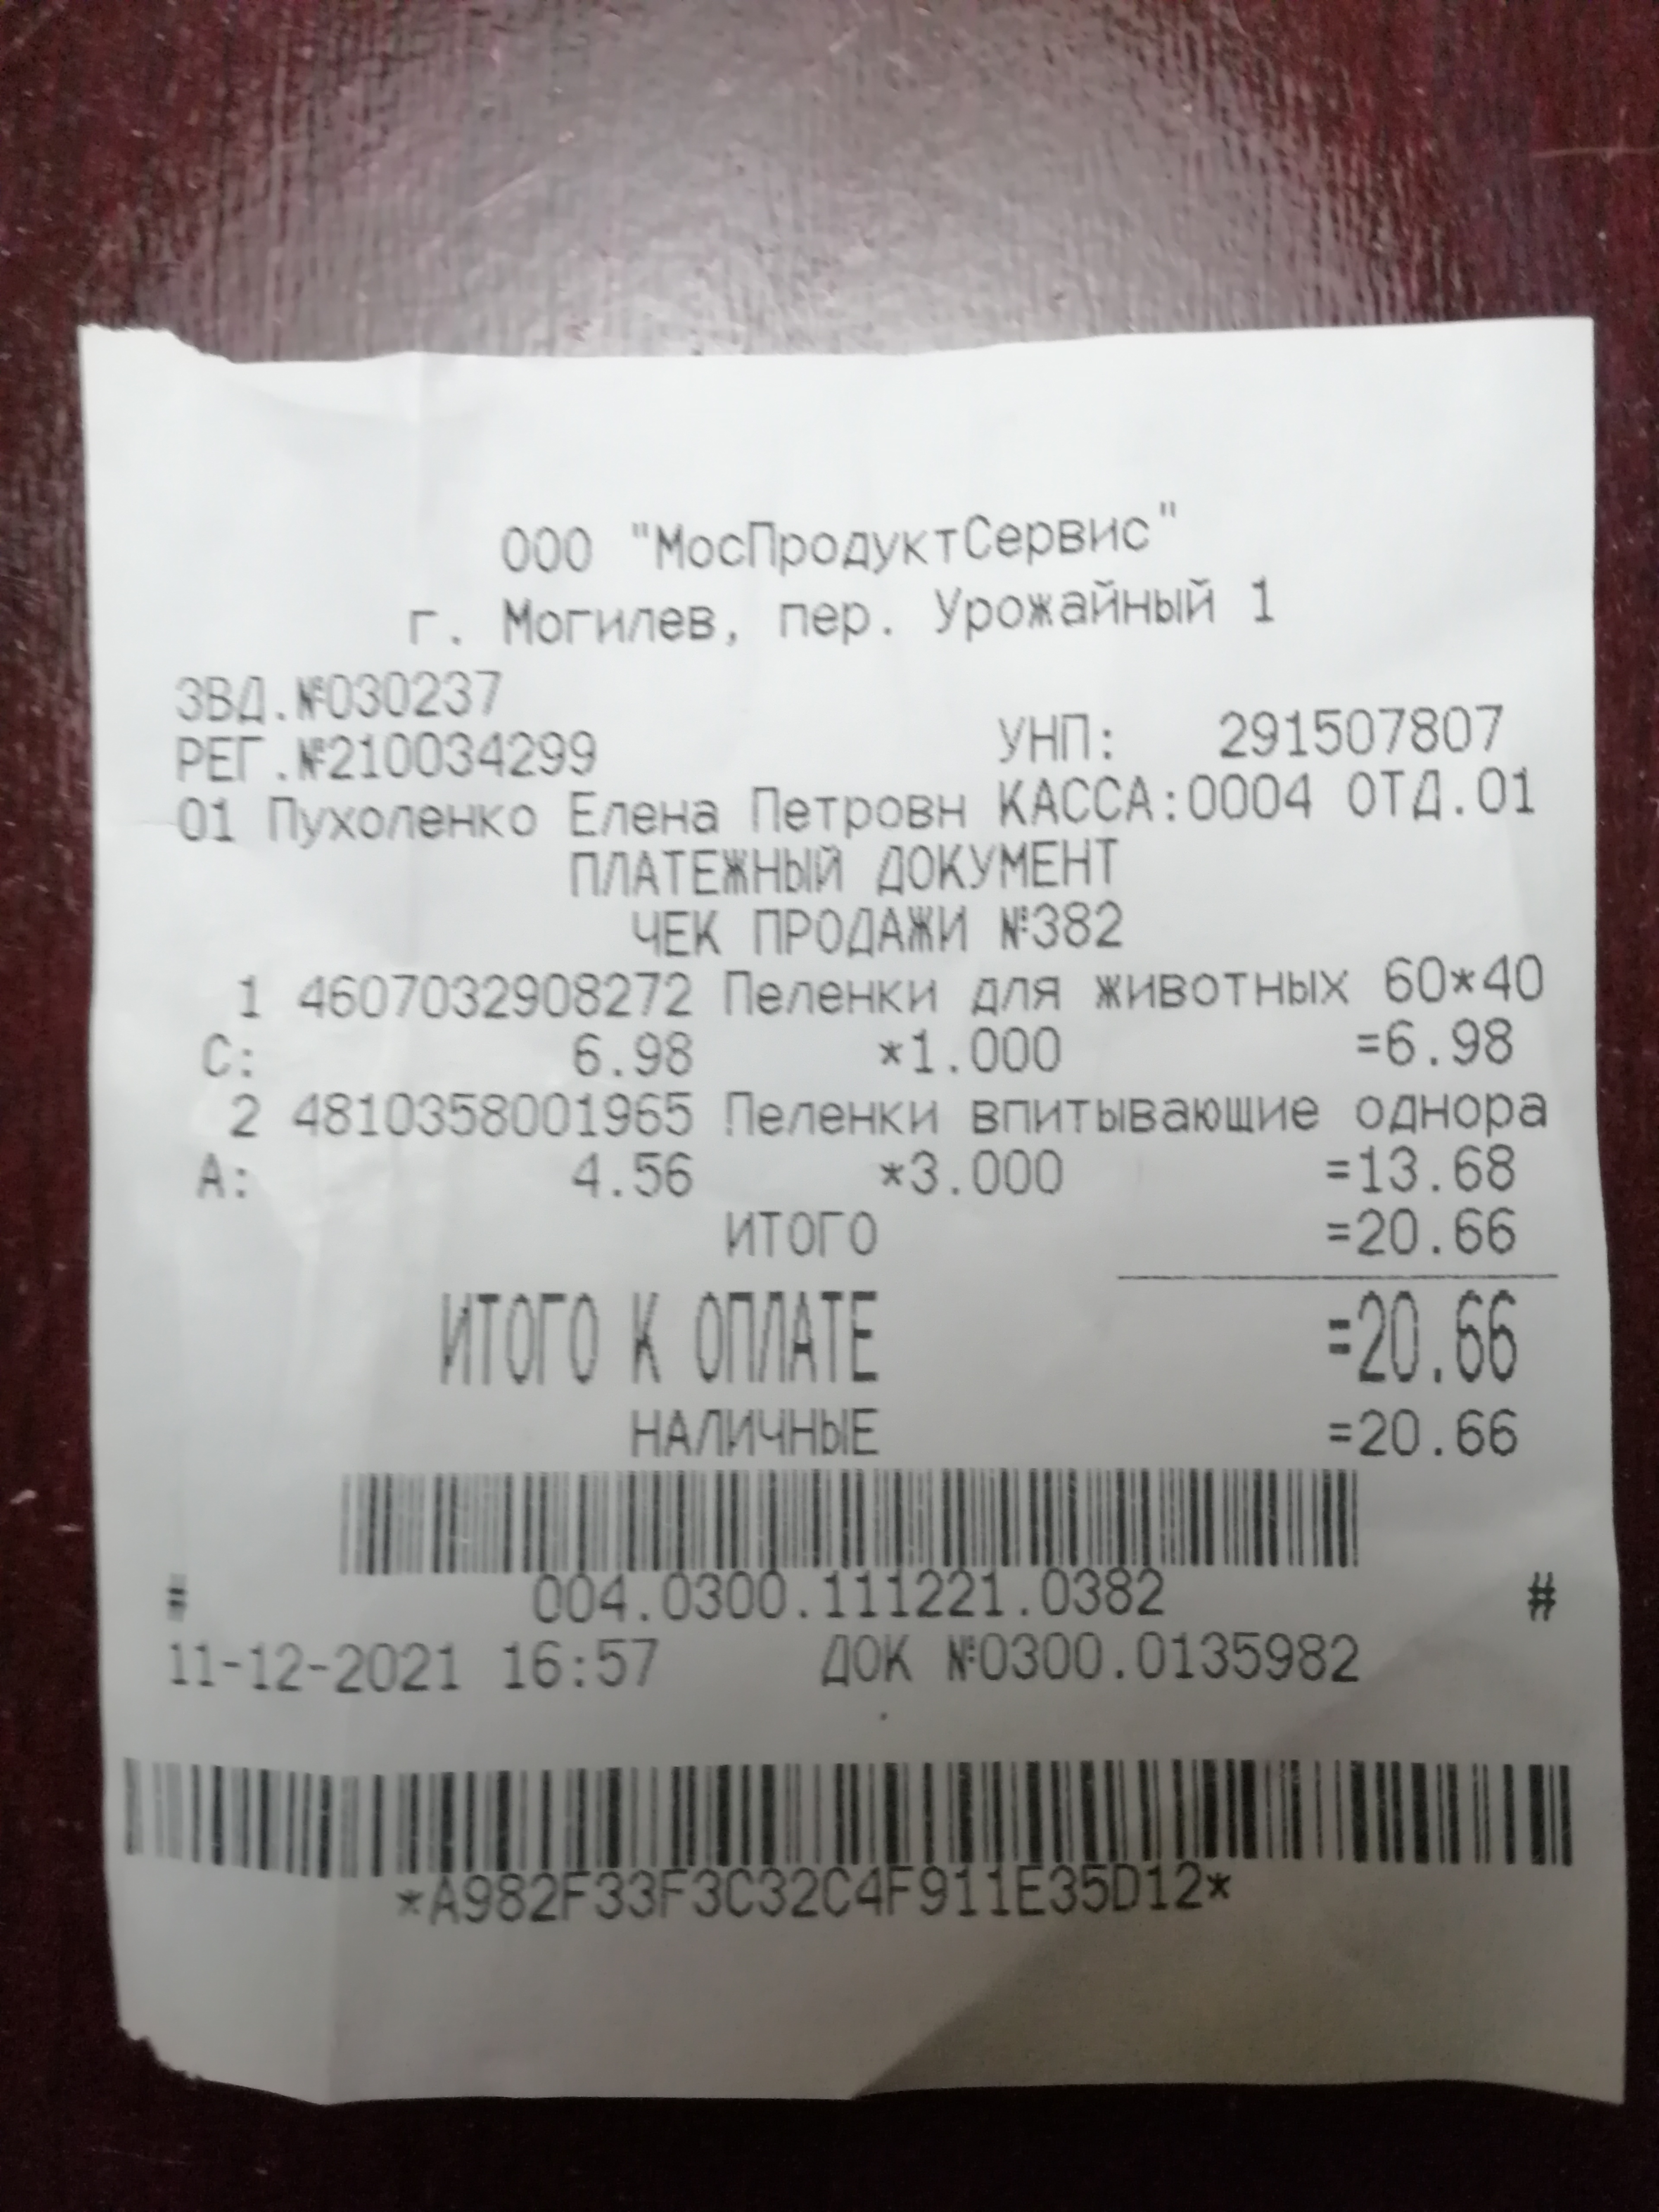 ООО "МосПродуктСервис"
г. Могилев, пер. Урожайный 1
ЗВД.№030237
РЕГ.№210034299 УНП: 291507807
01 Пухоленко Елена Петровн КАССА:0004 ОТД.01
ПЛАТЕЖНЫЙ ДОКУМЕНТ
ЧЕК ПРОДАЖИ №382
1 4607032908272 Пеленки для животных 60*40
С: 6.98 *1.000 =6.98
2 4810358001965 Пеленки впитывающие однора
А: 4.56 *3.000 =13.68
ИТОГО =20.66
ИТОГО К ОПЛАТЕ =20.66
НАЛИЧНЫЕ =20.66
# 004.0300.111221.0382 #
11-12-2021 16:57 ДОК №0300.0135982
*A982F33F3C32C4F911E35D12*